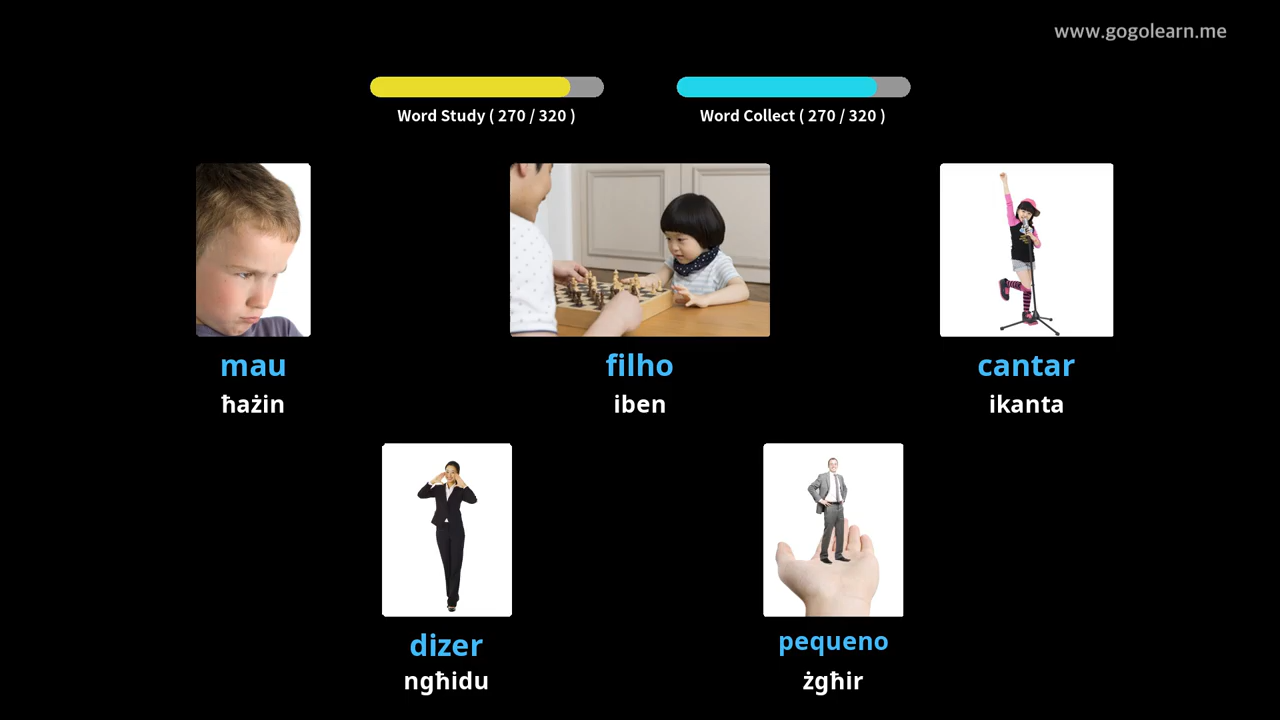 www.gogolearn.me
Word Study ( 270 / 320 )
Word Collect ( 270 / 320 )
mau
ħażin
filho
iben
cantar
ikanta
dizer
ngħidu
pequeno
żgħir